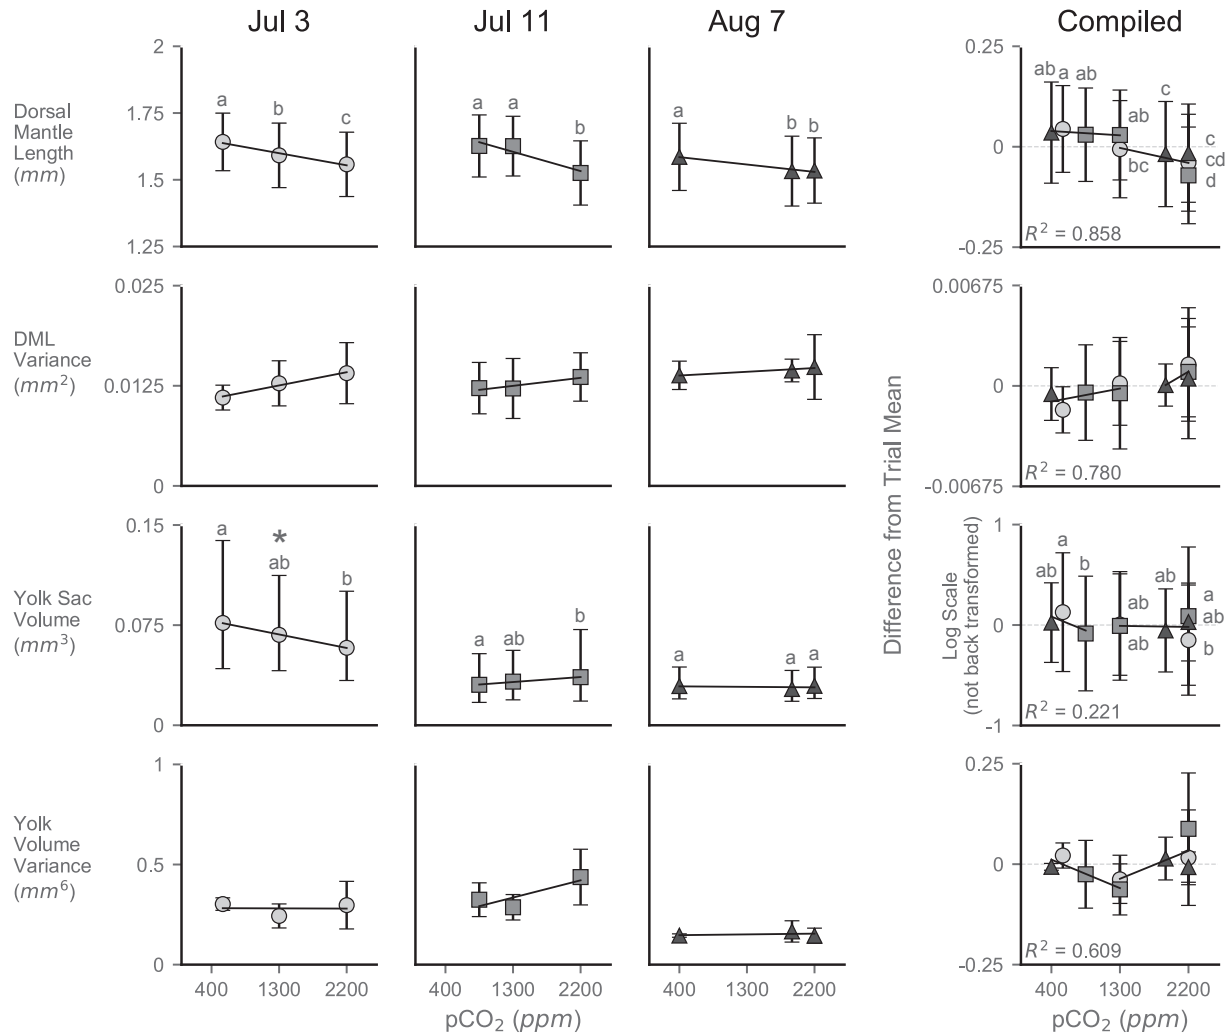 Jul 3
Jul 11
Aug 7
Compiled
Dorsal
Mantle
Length
(mm)
2
1.75
1.5
1.25
a
b
c
a
a
b
a
b
b
0.25
0
-0.25
ab
a
ab
ab
bc
c
c
cd
d
R² = 0.858
DML
Variance
(mm²)
0.025
0.0125
0
0.00675
0
-0.00675
R² = 0.780
Difference from Trial Mean
Yolk Sac
Volume
(mm³)
0.15
0.075
0
a
*
ab
b
a
ab
b
a
a
a
Log Scale
(not back transformed)
1
0
-1
ab
a
b
ab
ab
ab
a
ab
b
R² = 0.221
Yolk
Volume
Variance
(mm⁶)
1
0.5
0
0.25
0
-0.25
R² = 0.609
400 1300 2200
400 1300 2200
400 1300 2200
400 1300 2200
pCO₂ (ppm)
pCO₂ (ppm)